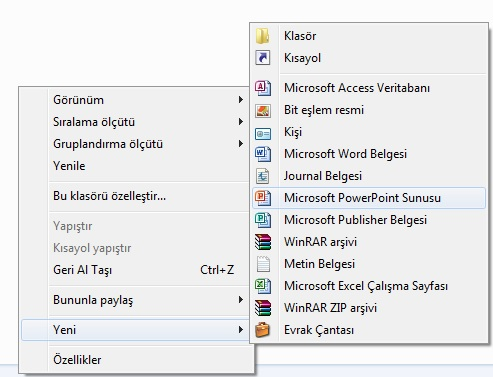 Görünüm
Sıralama ölçütü
Gruplandırma ölçütü
Yenile
Bu klasörü özelleştir...
Yapıştır
Kısayol yapıştır
Geri Al Taşı Ctrl+Z
Bununla paylaş
Yeni
Özellikler
Klasör
Kısayol
Microsoft Access Veritabanı
Bit eşlem resmi
Kişi
Microsoft Word Belgesi
Journal Belgesi
Microsoft PowerPoint Sunusu
Microsoft Publisher Belgesi
WinRAR arşivi
Metin Belgesi
Microsoft Excel Çalışma Sayfası
WinRAR ZIP arşivi
Evrak Çantası